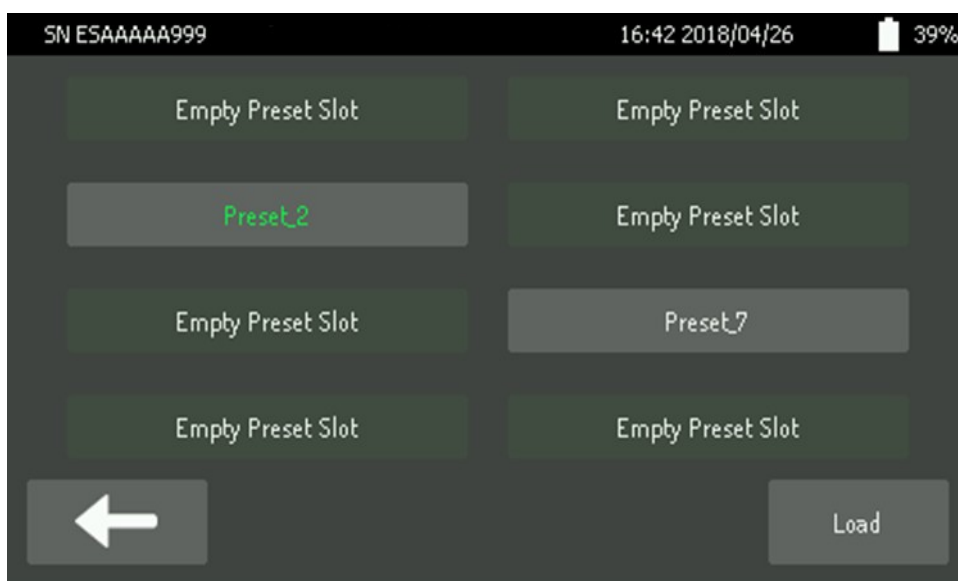 SN ESAAAAA999 16:42 2018/04/26 39%
Empty Preset Slot Empty Preset Slot
Preset_2 Empty Preset Slot
Empty Preset Slot Preset_7
Empty Preset Slot Empty Preset Slot
Load